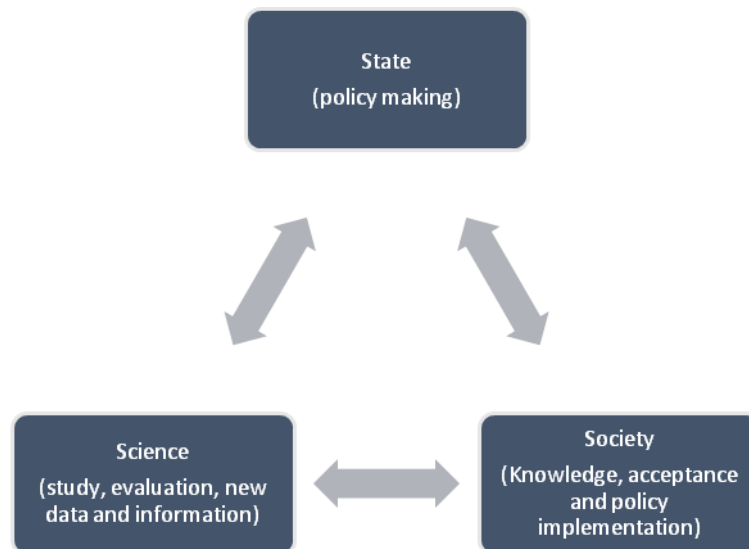 State
(policy making)
Science
(study, evaluation, new
data and information)
Society
(Knowledge, acceptance
and policy
implementation)